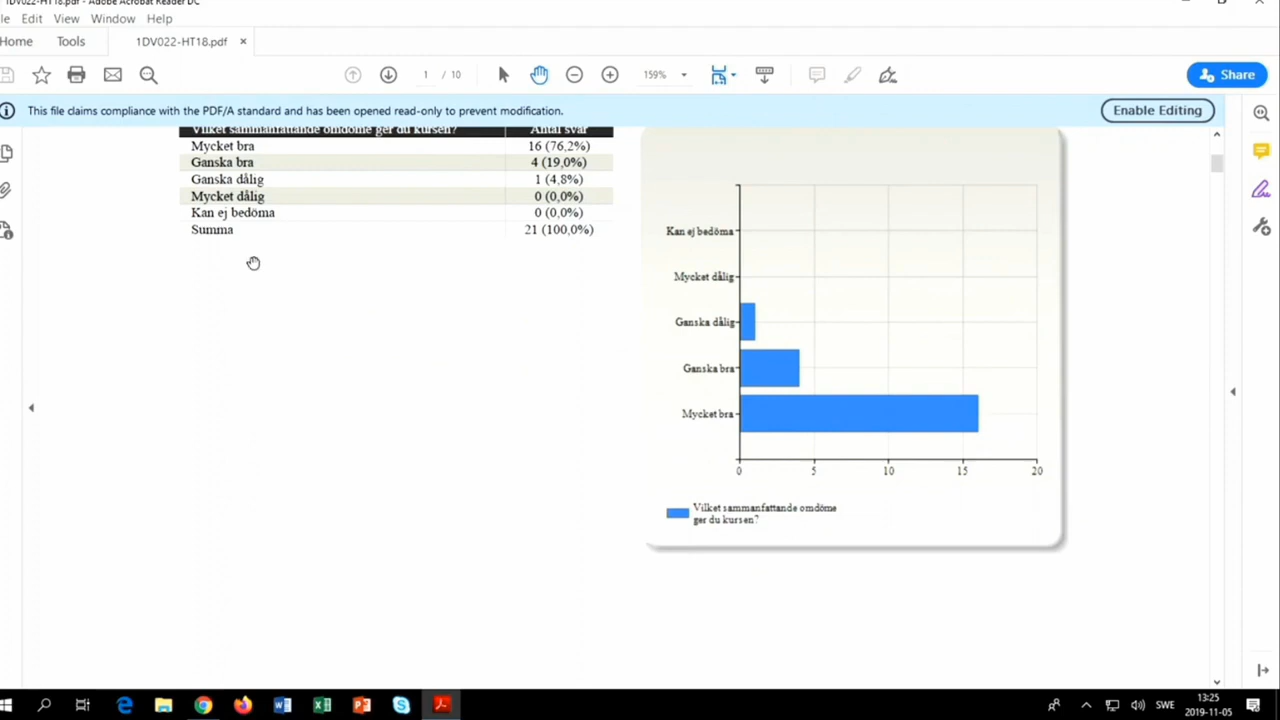 1DV022-HT18.pdf - Adobe Acrobat Reader DC
Edit View Window Help
Home Tools 1DV022-HT18.pdf ×
1 / 10 159% Share
This file claims compliance with the PDF/A standard and has been opened read-only to prevent modification. Enable Editing
Vilket sammanfattande omdöme ger du kursen? Antal svar
Mycket bra 16 (76,2%)
Ganska bra 4 (19,0%)
Ganska dålig 1 (4,8%)
Mycket dålig 0 (0,0%)
Kan ej bedöma 0 (0,0%)
Summa 21 (100,0%)
Kan ej bedöma
Mycket dålig
Ganska dålig
Ganska bra
Mycket bra
0 5 10 15 20
Vilket sammanfattande omdöme
ger du kursen?
SWE 13:25
2019-11-05